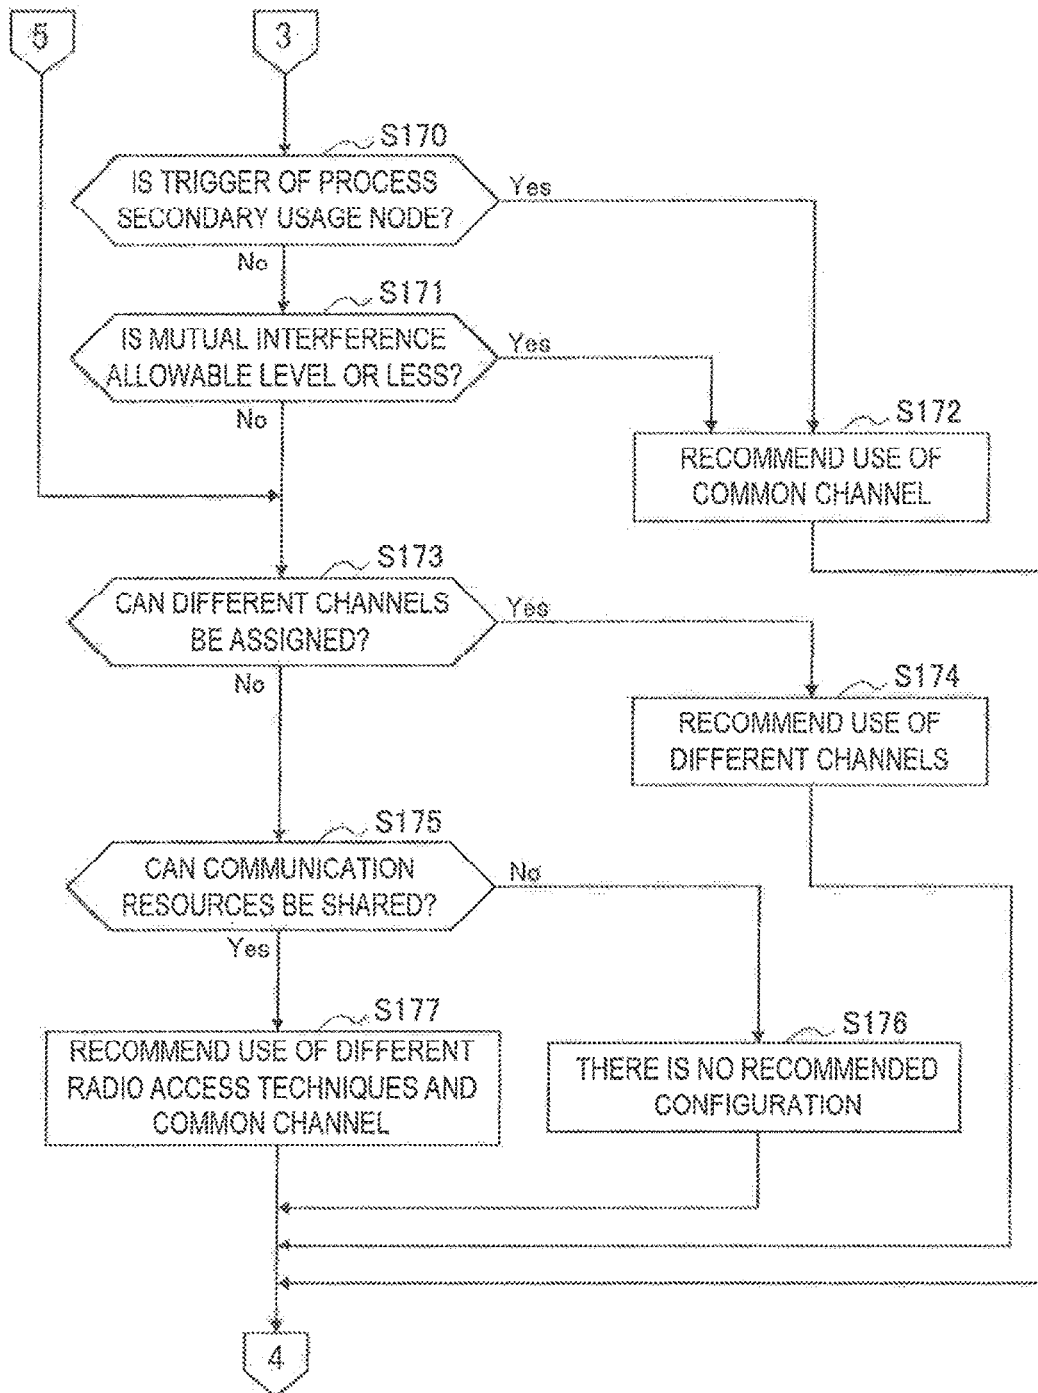 5
3
S170
IS TRIGGER OF PROCESS
SECONDARY USAGE NODE?
Yes
No
S171
IS MUTUAL INTERFERENCE
ALLOWABLE LEVEL OR LESS?
Yes
No
S172
RECOMMEND USE OF
COMMON CHANNEL
S173
CAN DIFFERENT CHANNELS
BE ASSIGNED?
Yes
No
S174
RECOMMEND USE OF
DIFFERENT CHANNELS
S175
CAN COMMUNICATION
RESOURCES BE SHARED?
No
Yes
S177
RECOMMEND USE OF DIFFERENT
RADIO ACCESS TECHNIQUES AND
COMMON CHANNEL
S176
THERE IS NO RECOMMENDED
CONFIGURATION
4